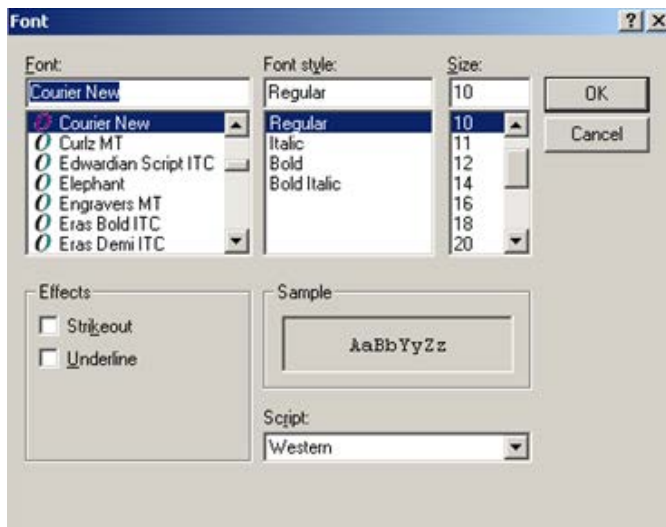 Font
Font:
Courier New
Courier New
Curlz MT
Edwardian Script ITC
Elephant
Engravers MT
Eras Bold ITC
Eras Demi ITC
Font style:
Regular
Regular
Italic
Bold
Bold Italic
Size:
10
10
11
12
14
16
18
20
OK
Cancel
Effects
Strikeout
Underline
Sample
AaBbYyZz
Script:
Western